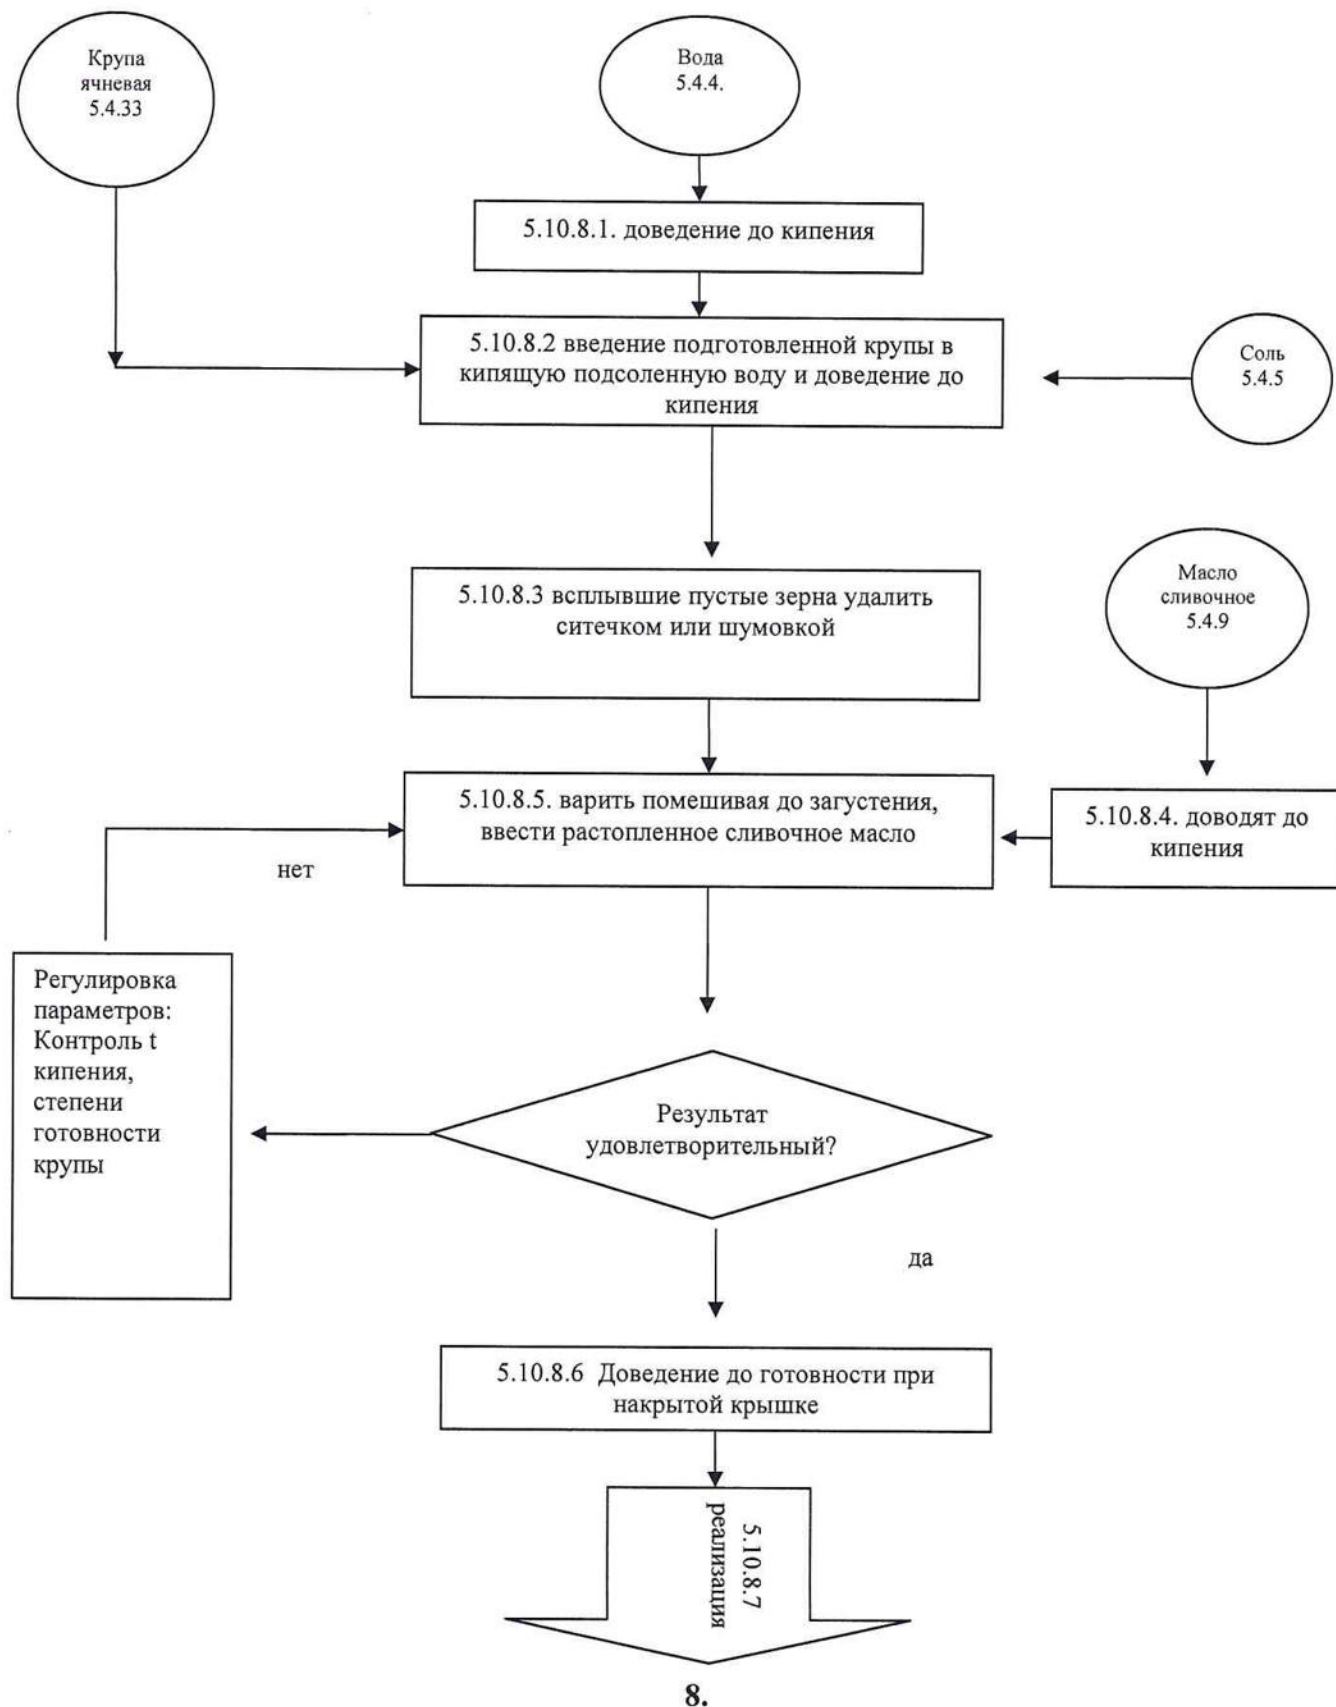 Крупа
ячневая
5.4.33
Вода
5.4.4.
5.10.8.1. доведение до кипения
5.10.8.2 введение подготовленной крупы в
кипящую подсоленную воду и доведение до
кипения
Соль
5.4.5
5.10.8.3 всплывшие пустые зерна удалить
ситечком или шумовкой
Масло
сливочное
5.4.9
5.10.8.5. варить помешивая до загустения,
ввести растопленное сливочное масло
5.10.8.4. доводят до
кипения
нет
Регулировка
параметров:
Контроль t
кипения,
степени
готовности
крупы
Результат
удовлетворительный?
да
5.10.8.6 Доведение до готовности при
накрытой крышке
5.10.8.7
реализация
8.